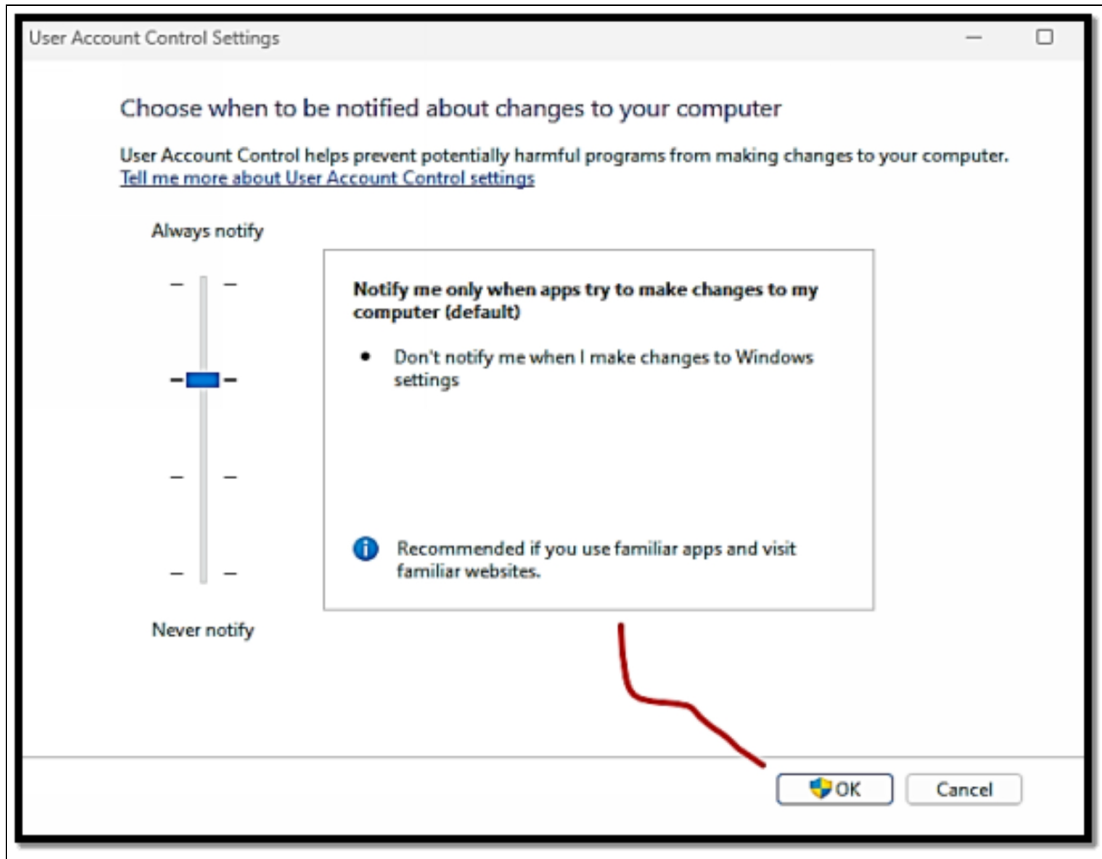 User Account Control Settings
Choose when to be notified about changes to your computer
User Account Control helps prevent potentially harmful programs from making changes to your computer.
Tell me more about User Account Control settings
Always notify
Notify me only when apps try to make changes to my
computer (default)
• Don't notify me when I make changes to Windows
settings
Recommended if you use familiar apps and visit
familiar websites.
Never notify
OK
Cancel